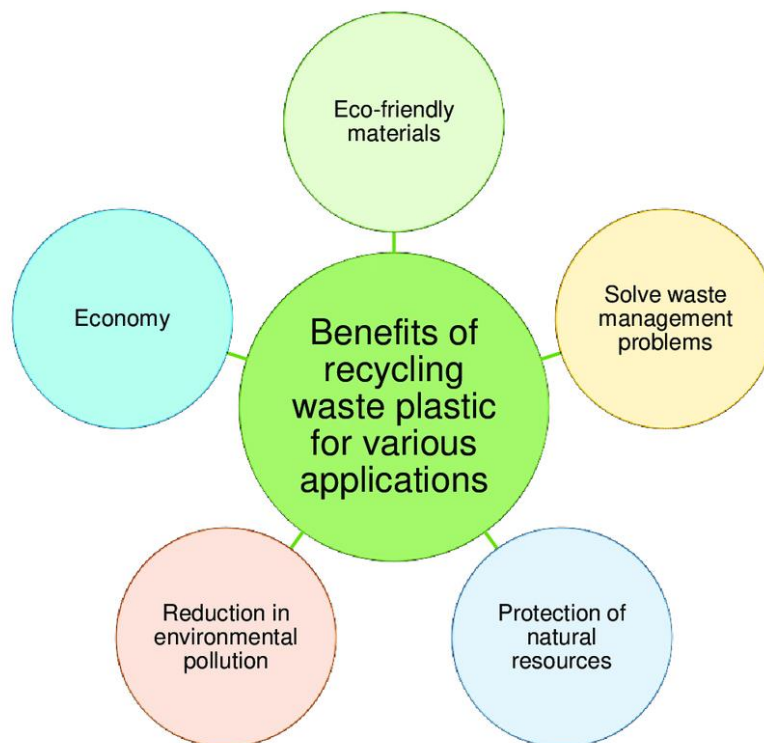 Eco-friendly
materials
Economy
Solve waste
management
problems
Benefits of
recycling
waste plastic
for various
applications
Reduction in
environmental
pollution
Protection of
natural
resources